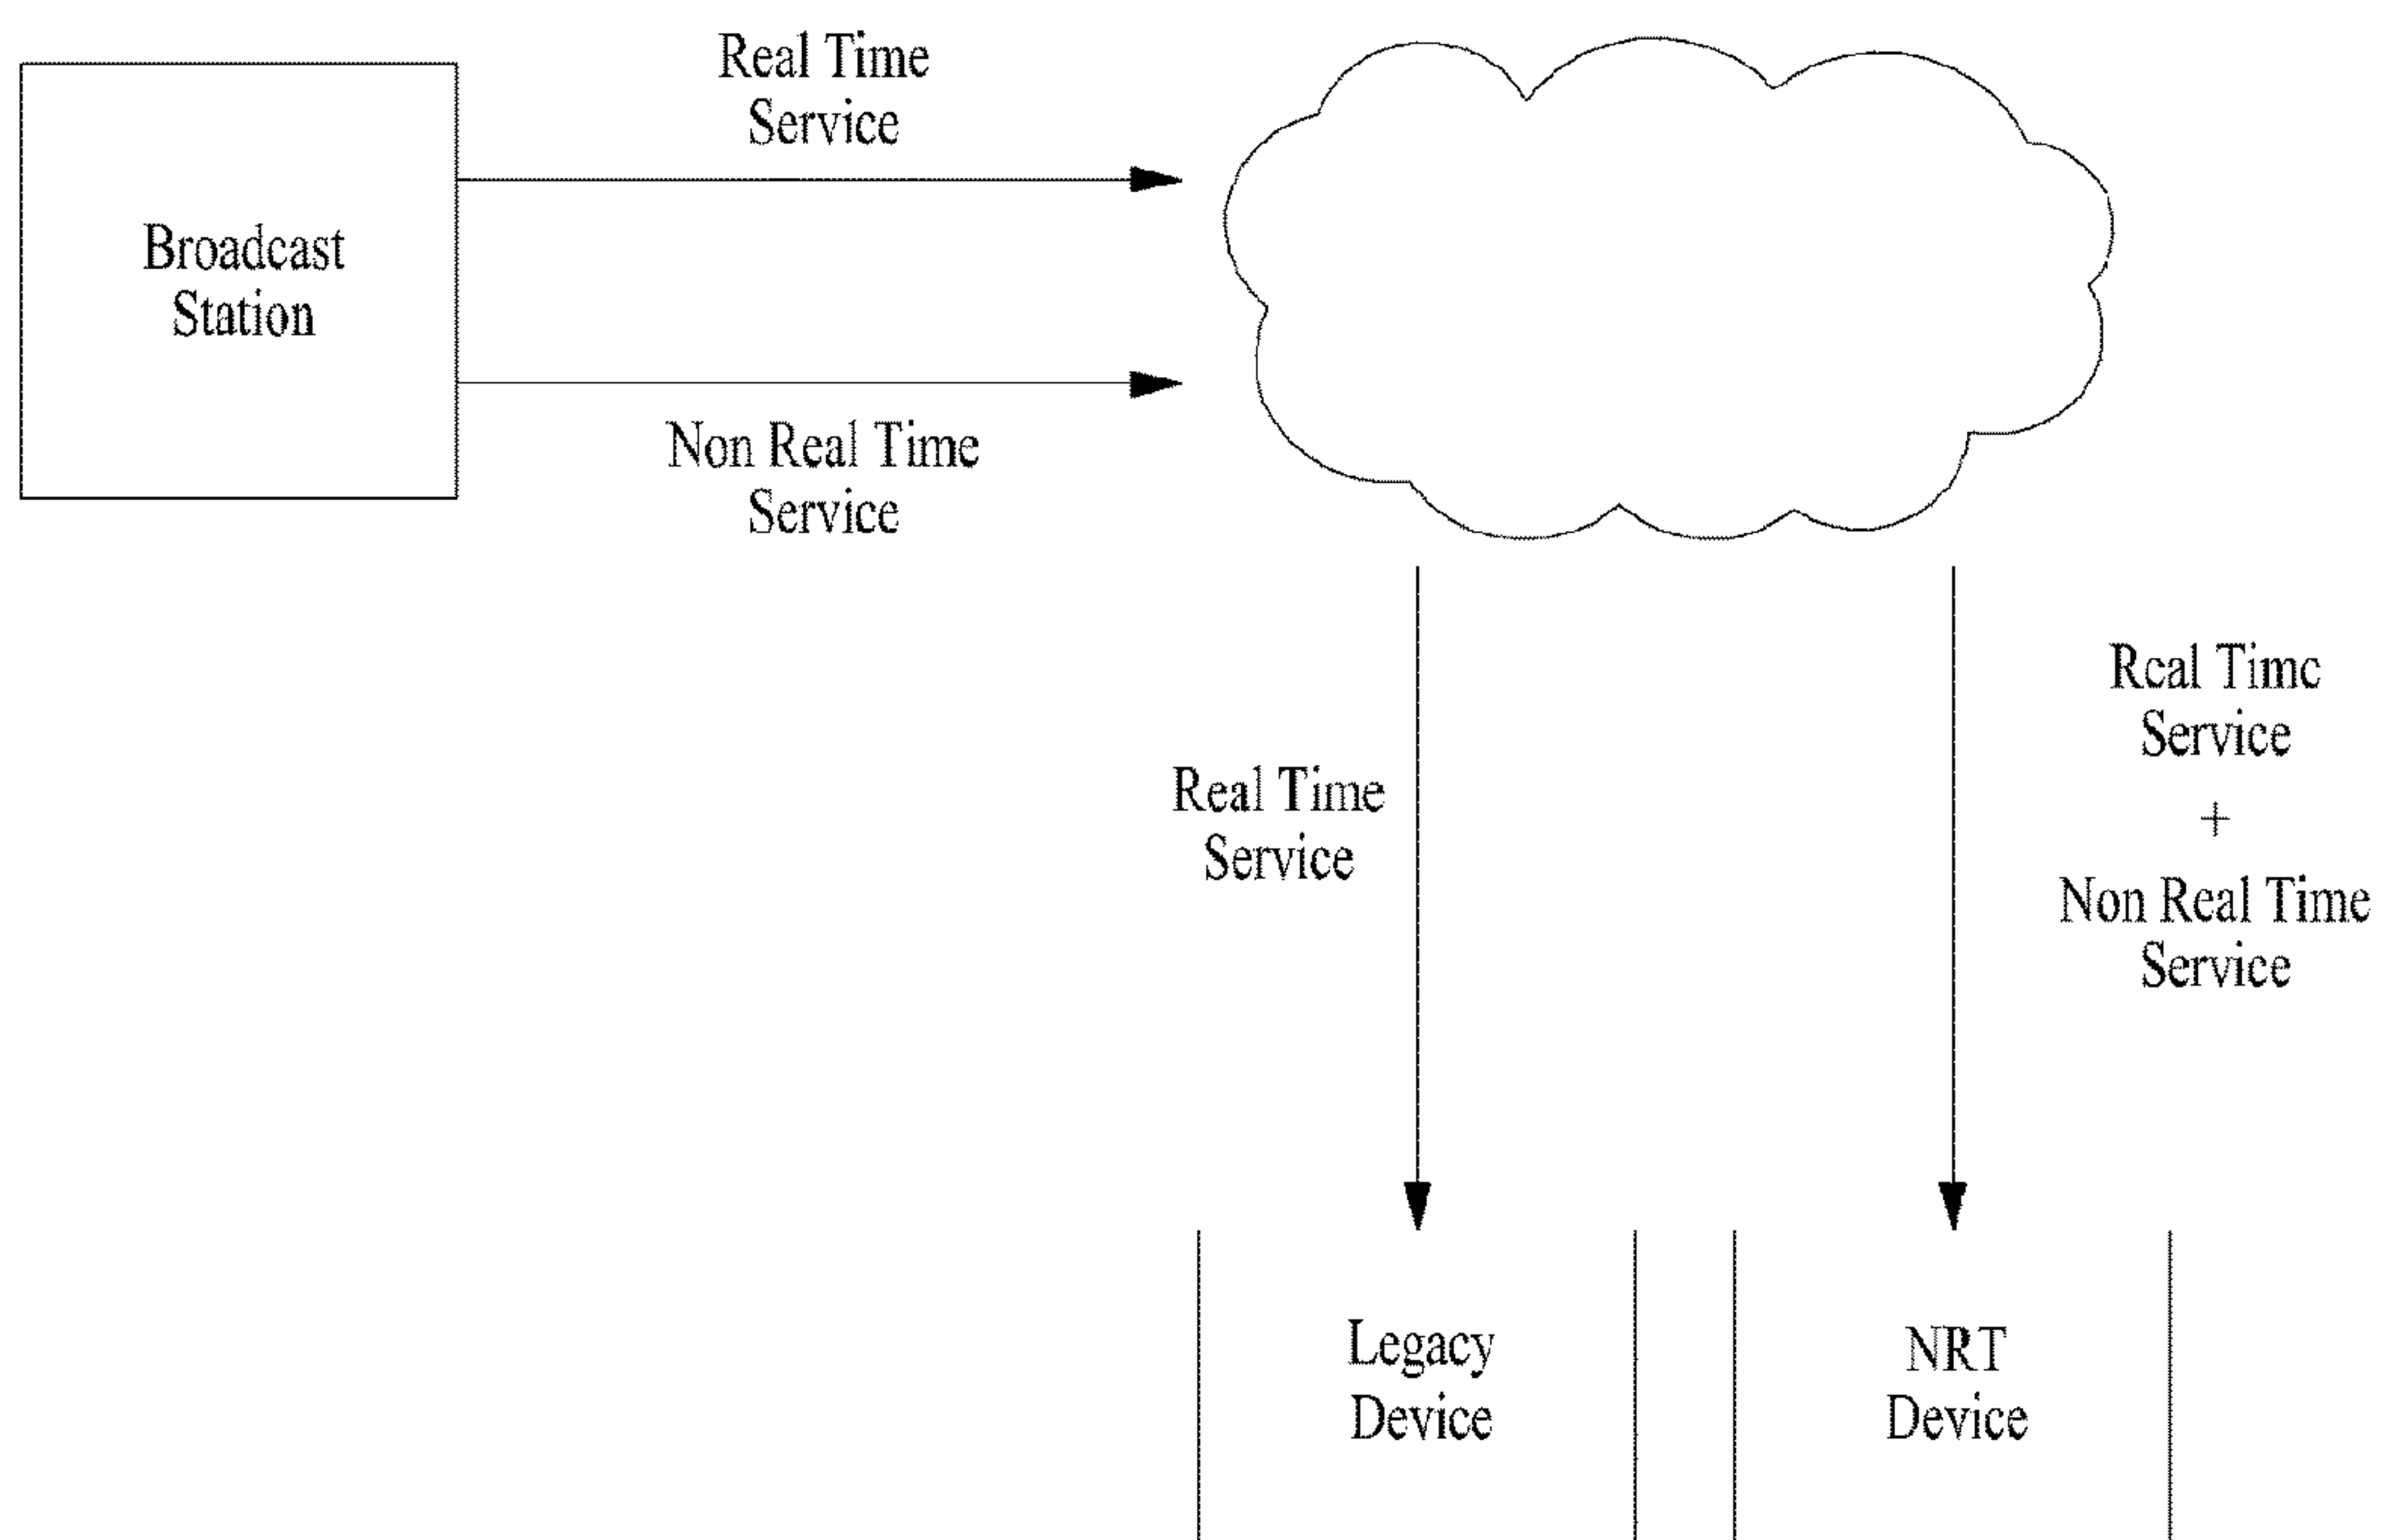 Real Time
Service
Broadcast
Station
Non Real Time
Service
Real Time
Service
+
Non Real Time
Service
Real Time
Service
Legacy
Device
NRT
Device